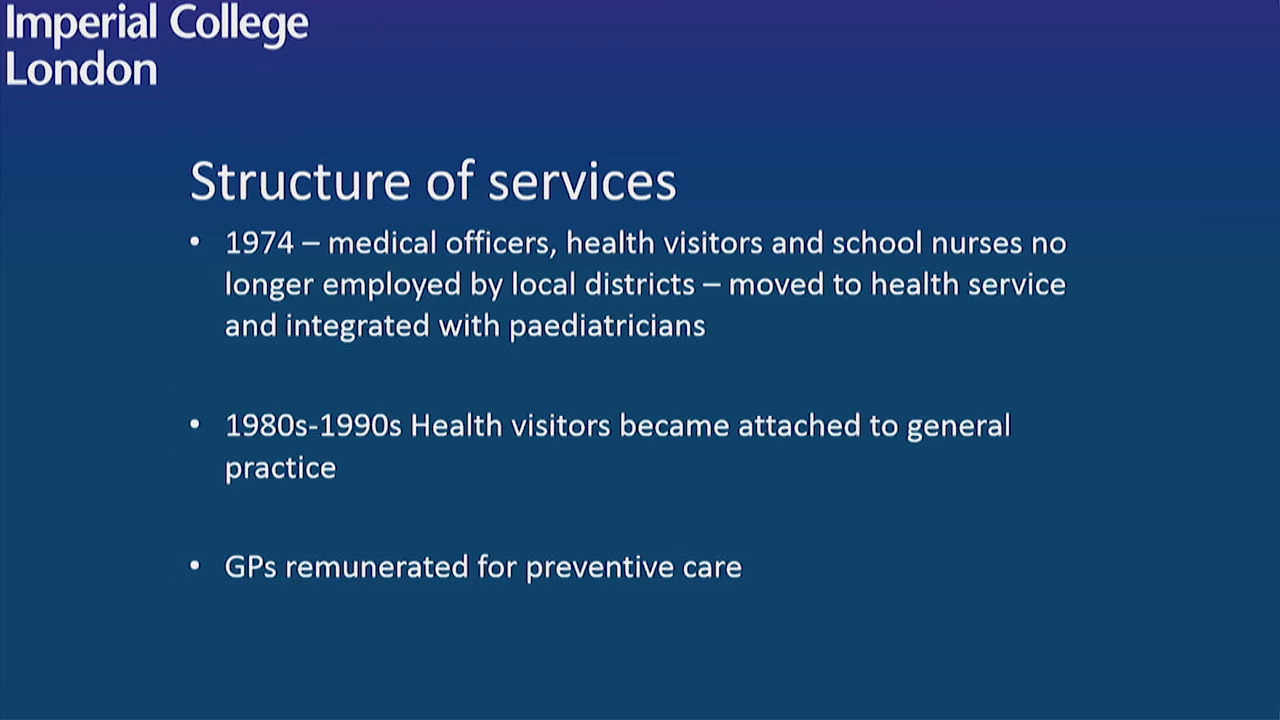 Imperial College
London
Structure of services
• 1974 – medical officers, health visitors and school nurses no
longer employed by local districts – moved to health service
and integrated with paediatricians
• 1980s-1990s Health visitors became attached to general
practice
• GPs remunerated for preventive care